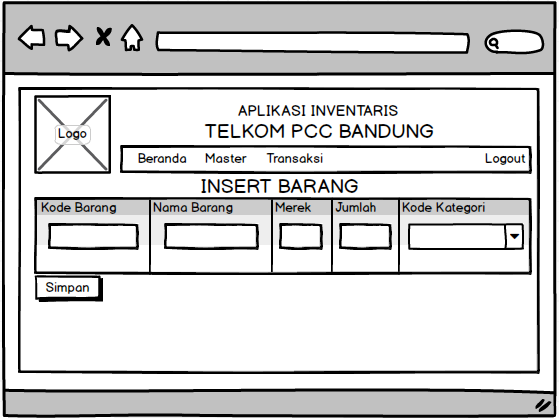 Logo
APLIKASI INVENTARIS
TELKOM PCC BANDUNG
Beranda Master Transaksi Logout
INSERT BARANG
Kode Barang Nama Barang Merek Jumlah Kode Kategori
Simpan